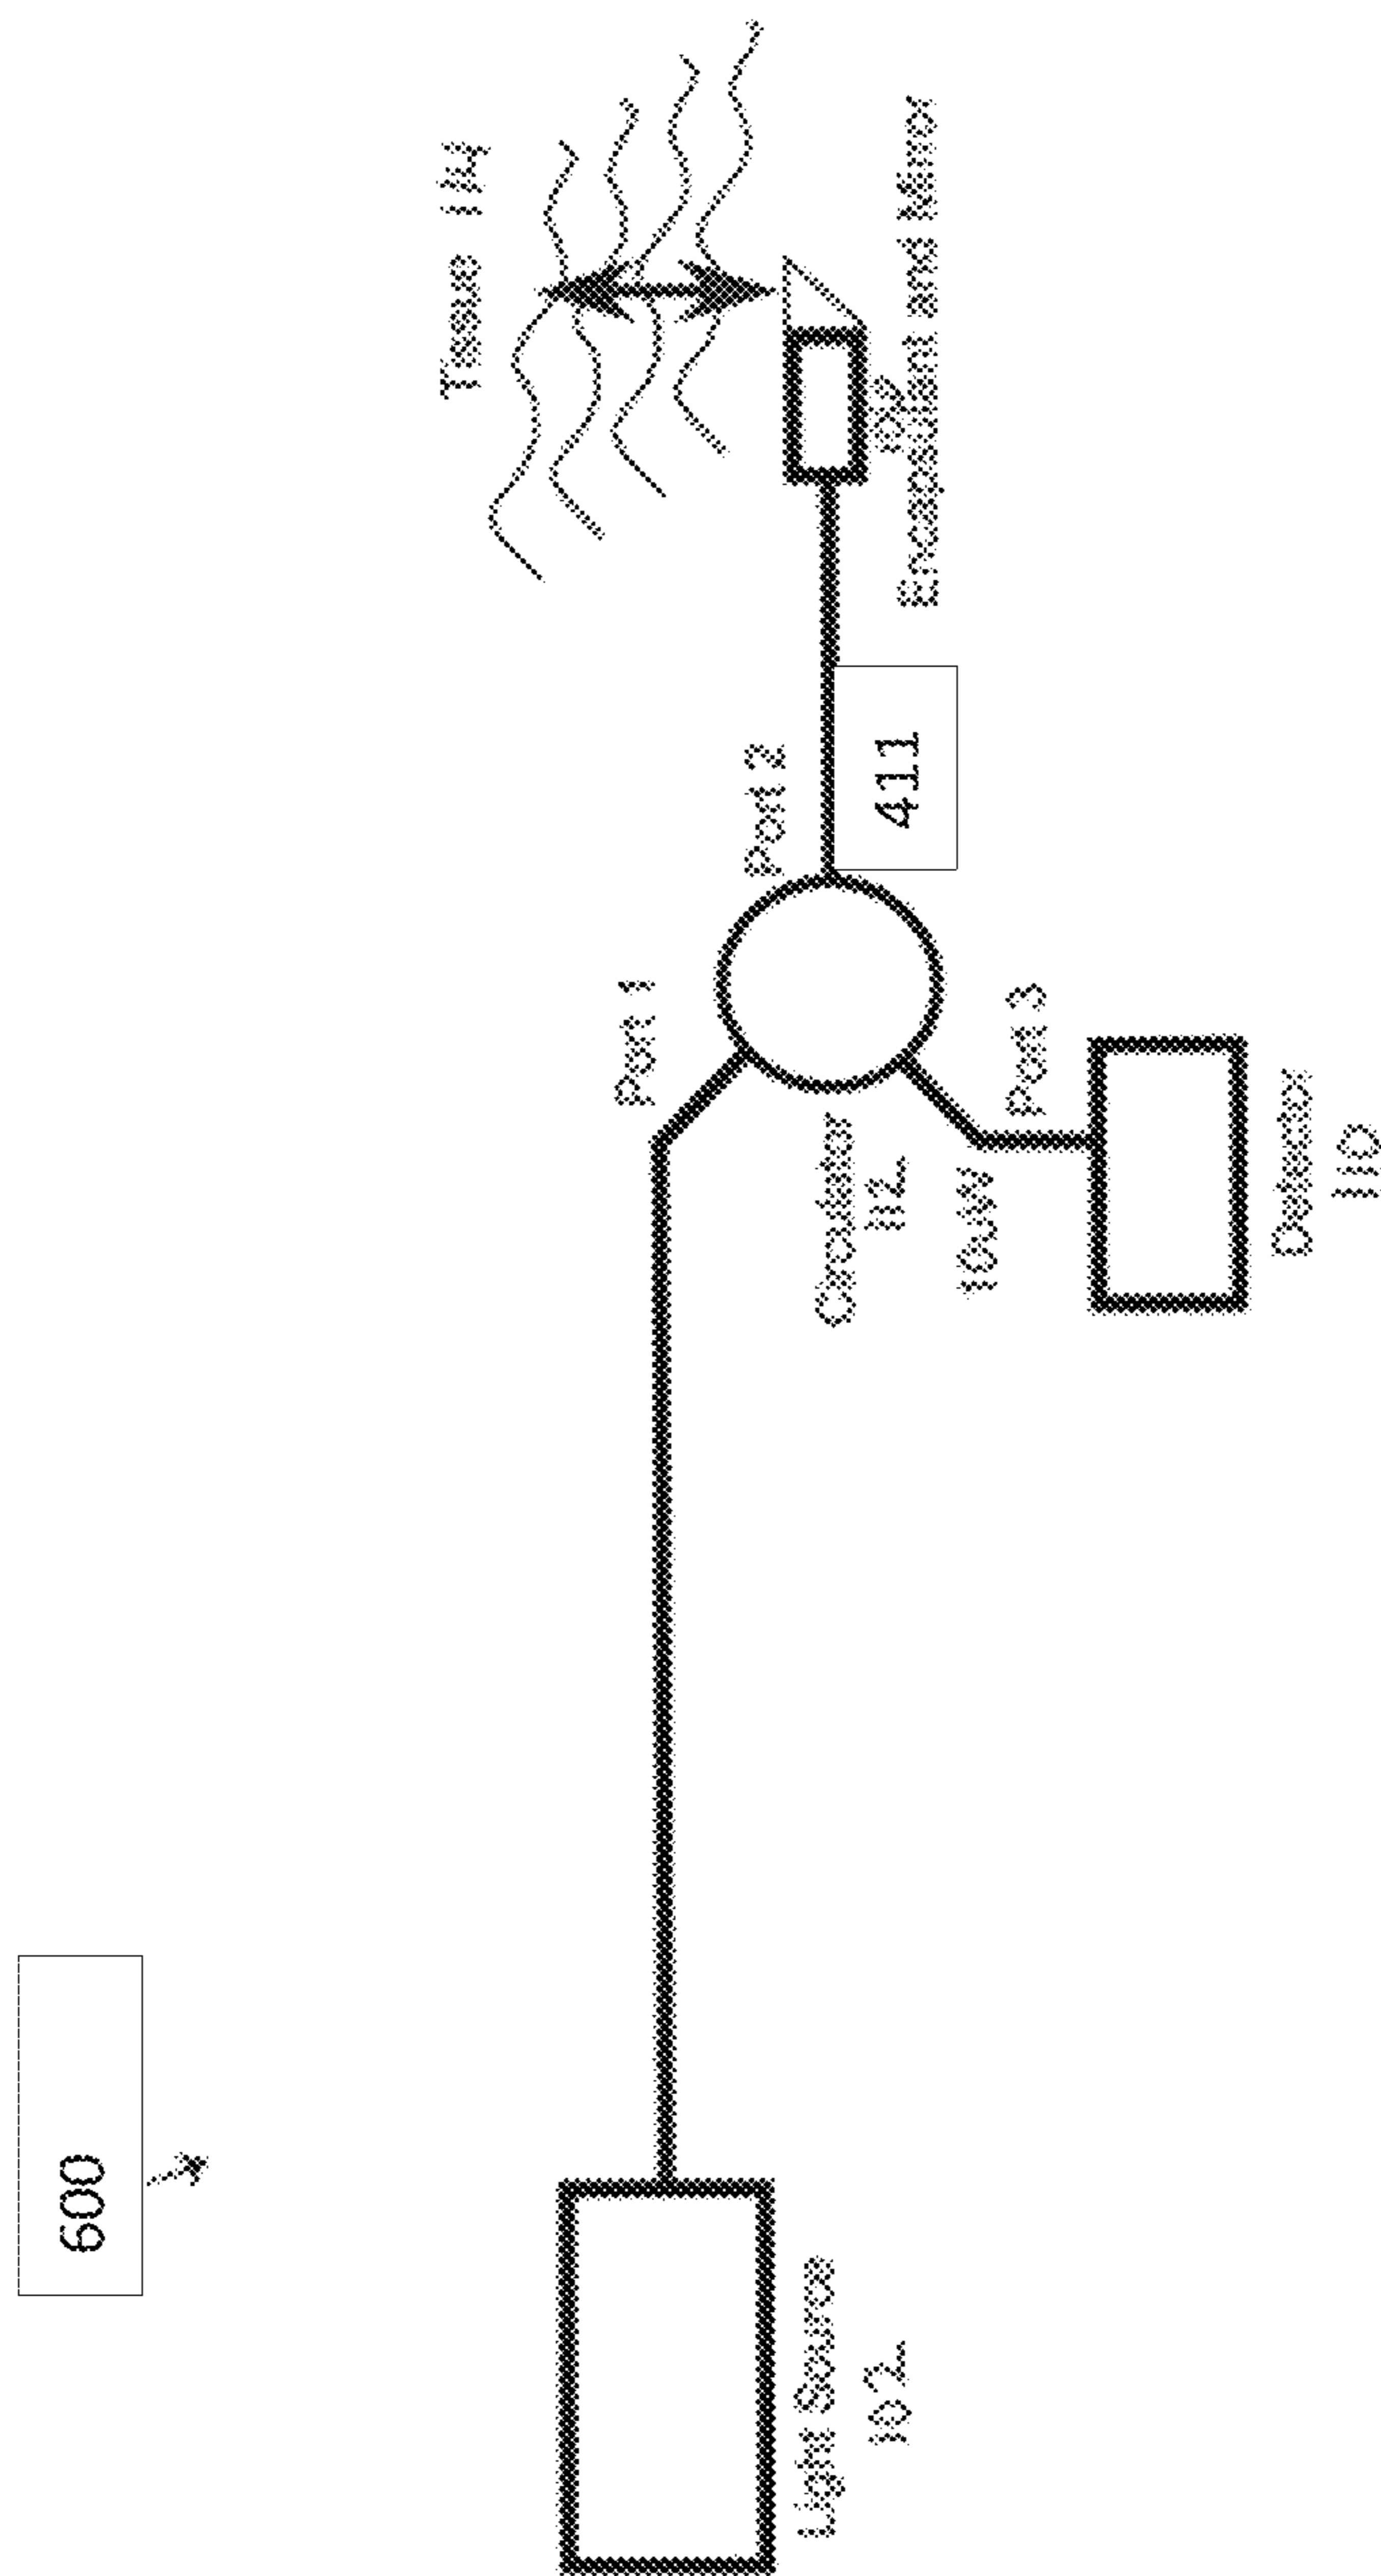 600
Tissue 114
Port 1
Port 2
Light Source
102
Circulator
112
411
Encapsulant and Mirror
10uW
Port 3
Detector
110